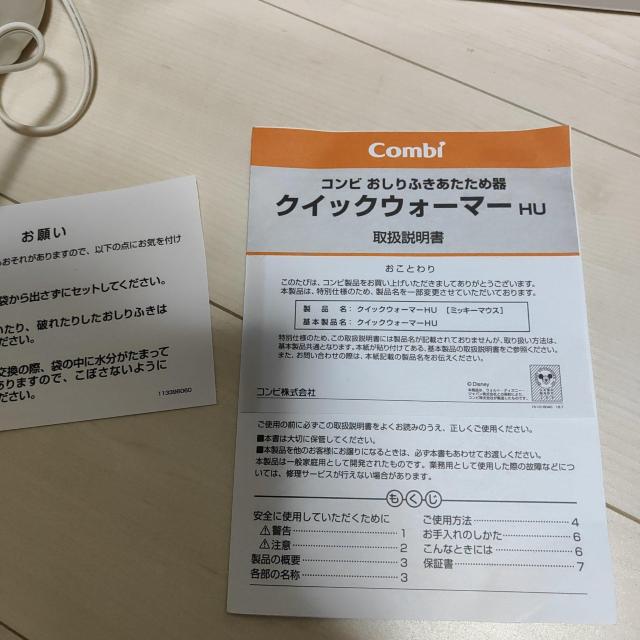 Combi
コンビ おしりふきあたため器
クイックウォーマー HU
取扱説明書
おことわり
このたびは、コンビ製品をお買い上げいただきましてありがとうございます。
本製品は、特別仕様のため、製品名を一部変更させていただいております。
製 品 名：クイックウォーマーHU 【ミッキーマウス】
基本製品名：クイックウォーマーHU
特別仕様のため、この取扱説明書には製品名が記載されておりませんが、取り扱い方法は、
基本製品共通となります。本紙が貼り付けてある、基本製品の取扱説明書をご参照ください。
また、お問い合わせの際は、本紙記載の製品名をお伝えください。
コンビ株式会社
© Disney
ご使用の前に必ずこの取扱説明書をよくお読みのうえ、正しくご使用ください。
■本書は大切に保管してください。
■本製品を他のお客様にお譲りになるときは、必ず本書もあわせてお渡しください。
本製品は一般家庭用として開発されたものです。業務用として使用した際の故障などにつ
いては、修理サービスが行えない場合があります。
もくじ
安全に使用していただくために
⚠警告 1
⚠注意 2
製品の概要 3
各部の名称 3
ご使用方法 4
お手入れのしかた 6
こんなときには 6
保証書 7
お願い
おそれがありますので、以下の点にお気を付け
袋から出さずにセットしてください。
いたり、破れたりしたおしりふきは
ださい。
交換の際、袋の中に水分がたまって
ありますので、こぼさないように
ださい。
113396060